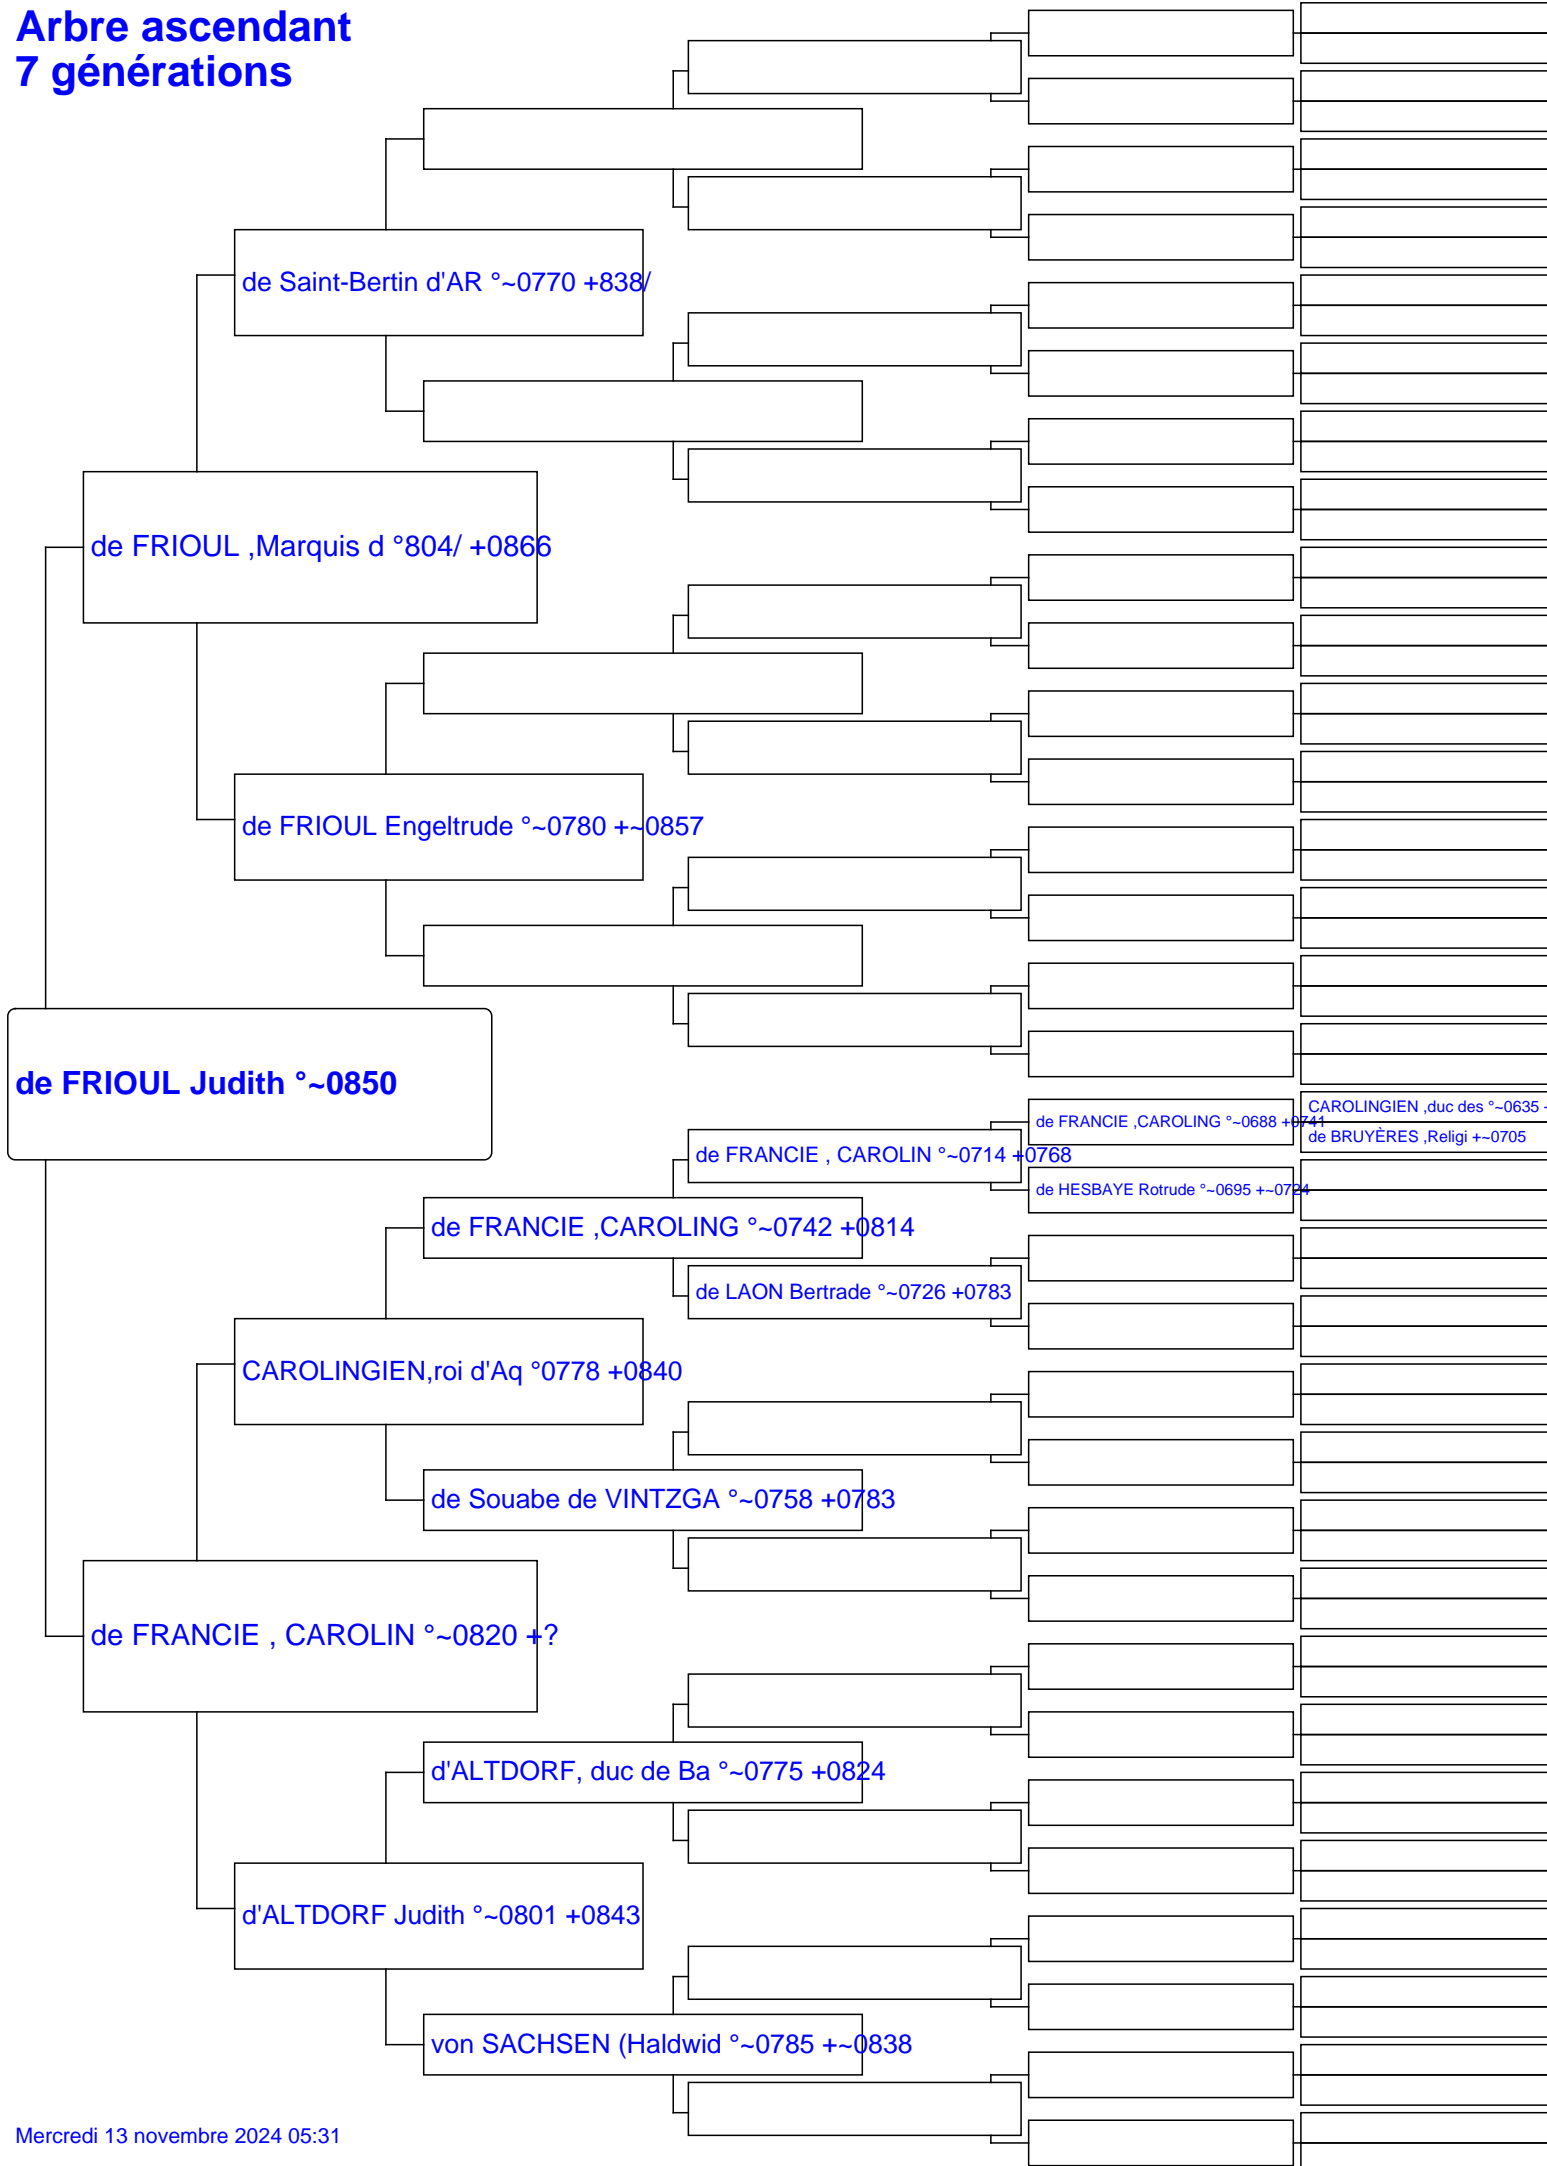 Arbre ascendant
7 générations
de Saint-Bertin d'AR °~0770 +838/
de FRIOUL ,Marquis d °804/ +0866
de FRIOUL Engeltrude °~0780 +~0857
de FRIOUL Judith °~0850
de FRANCIE ,CAROLING °~0688 +0741
CAROLINGIEN ,duc des °~0635 +
de BRUYÈRES ,Religi +~0705
de FRANCIE , CAROLIN °~0714 +0768
de HESBAYE Rotrude °~0695 +~0724
de FRANCIE ,CAROLING °~0742 +0814
de LAON Bertrade °~0726 +0783
CAROLINGIEN,roi d'Aq °0778 +0840
de Souabe de VINTZGA °~0758 +0783
de FRANCIE , CAROLIN °~0820 +?
d'ALTDORF, duc de Ba °~0775 +0824
d'ALTDORF Judith °~0801 +0843
von SACHSEN (Haldwid °~0785 +~0838
Mercredi 13 novembre 2024 05:31